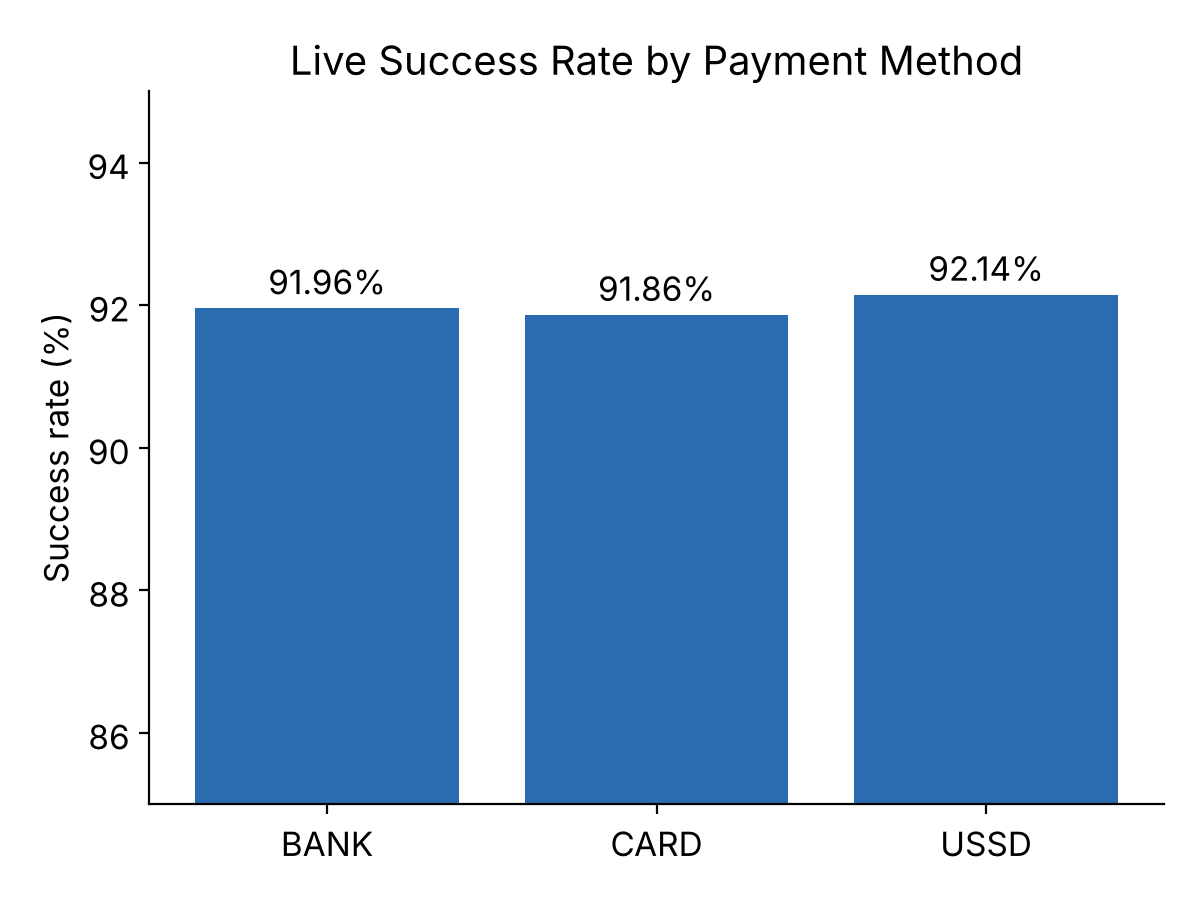 Live Success Rate by Payment Method
Success rate (%)
94
92
90
88
86
91.96%
91.86%
92.14%
BANK
CARD
USSD